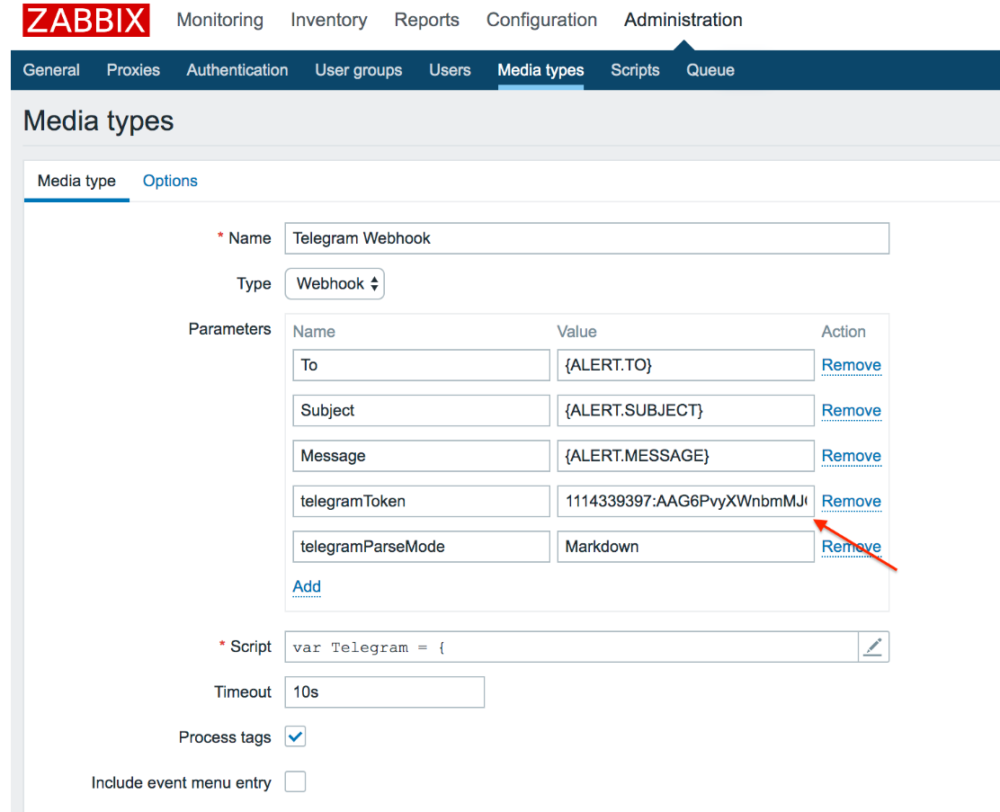 ZABBIX Monitoring Inventory Reports Configuration Administration
General Proxies Authentication User groups Users Media types Scripts Queue
Media types
Media type Options
* Name Telegram Webhook
Type Webhook
Parameters Name Value Action
To {ALERT.TO} Remove
Subject {ALERT.SUBJECT} Remove
Message {ALERT.MESSAGE} Remove
telegramToken 1114339397:AAG6PvyXWnbmMJ Remove
telegramParseMode Markdown Remove
Add
* Script var Telegram = {
Timeout 10s
Process tags
Include event menu entry